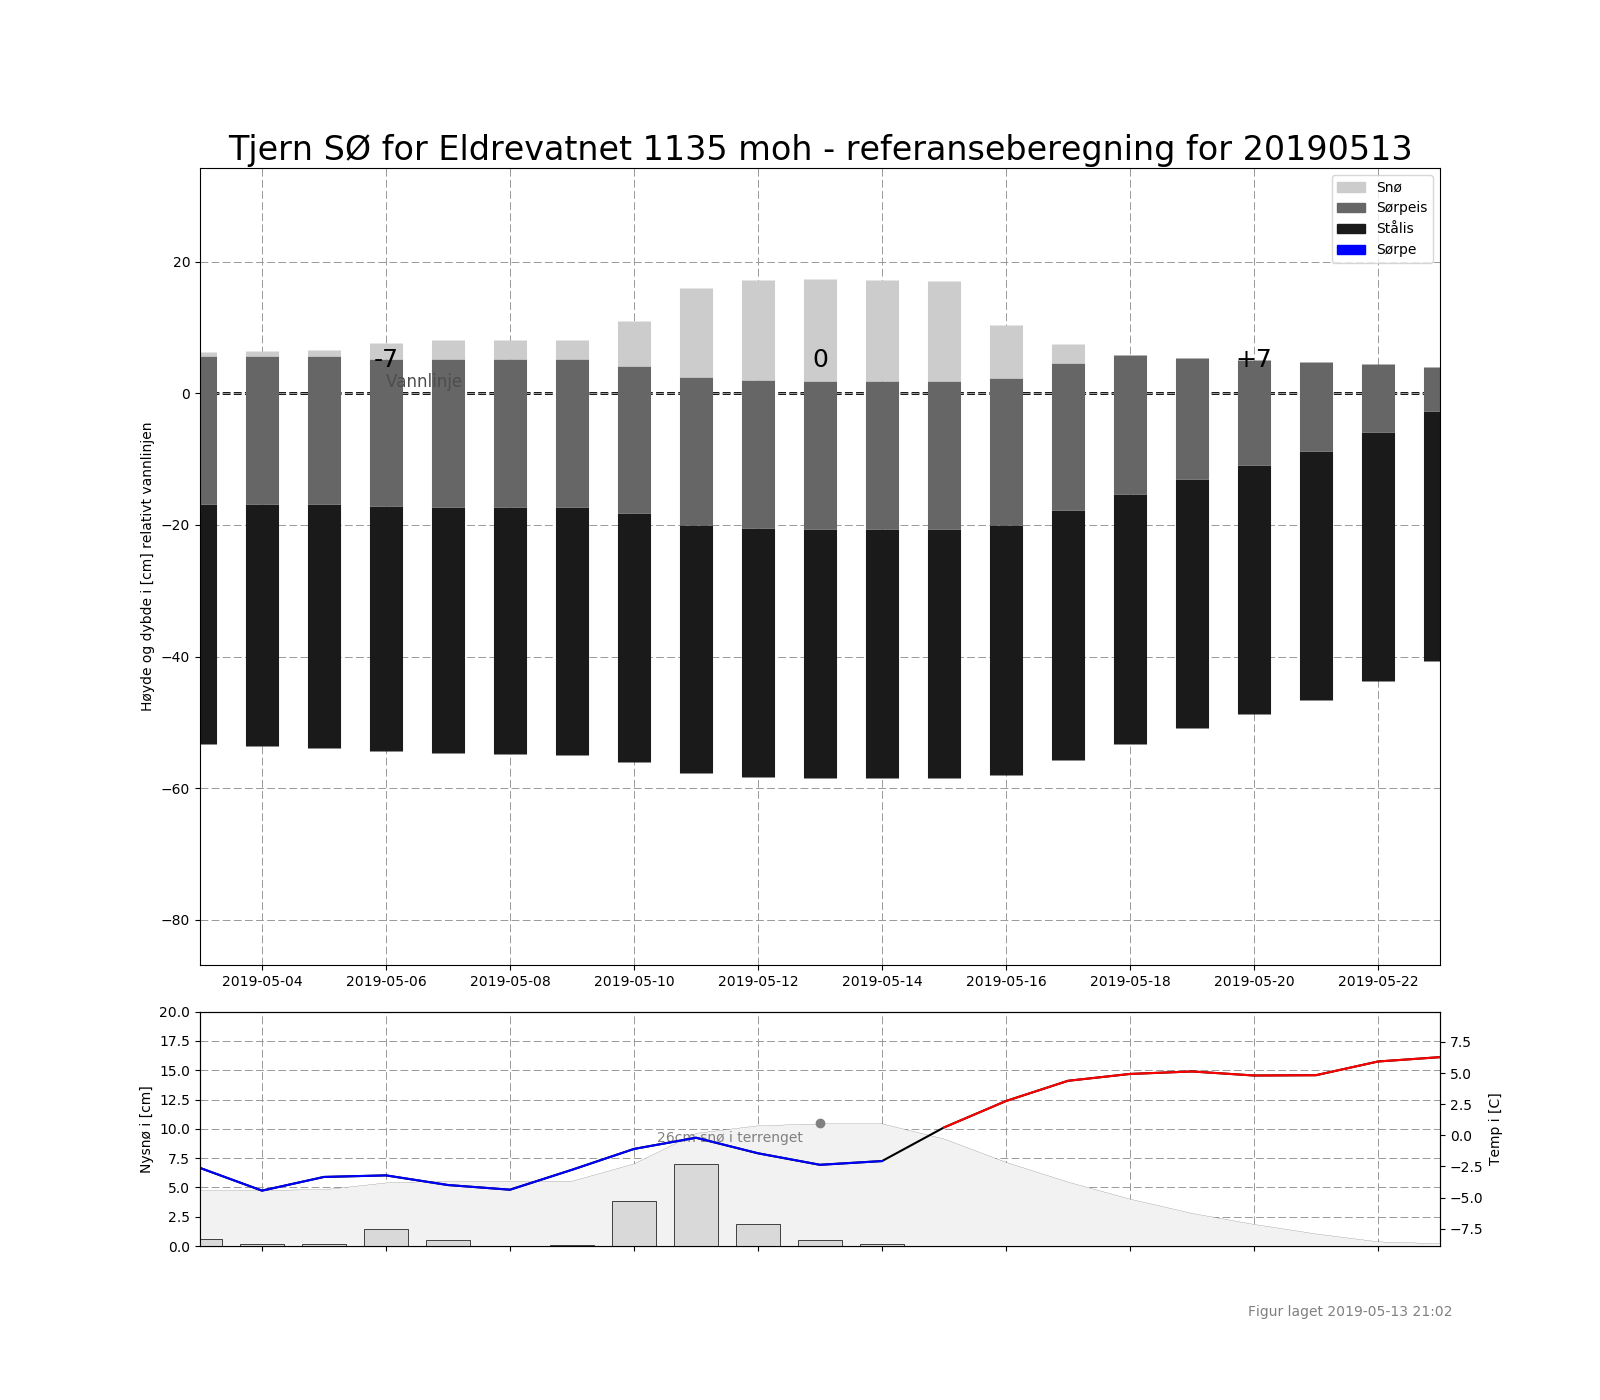 Tjern SØ for Eldrevatnet 1135 moh - referanseberegning for 20190513
Snø
Sørpeis
Stålis
Sørpe
20
0
−20
−40
−60
−80
Høyde og dybde i [cm] relativt vannlinjen
-7
0
+7
Vannlinje
2019-05-04 2019-05-06 2019-05-08 2019-05-10 2019-05-12 2019-05-14 2019-05-16 2019-05-18 2019-05-20 2019-05-22
20.0
17.5
15.0
12.5
10.0
7.5
5.0
2.5
0.0
Nysnø i [cm]
26cm snø i terrenget
7.5
5.0
2.5
0.0
−2.5
−5.0
−7.5
Temp i [C]
Figur laget 2019-05-13 21:02